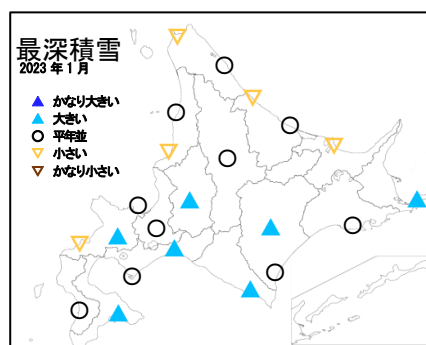 最深積雪
2023 年 1 月
かなり大きい
大きい
平年並
小さい
かなり小さい